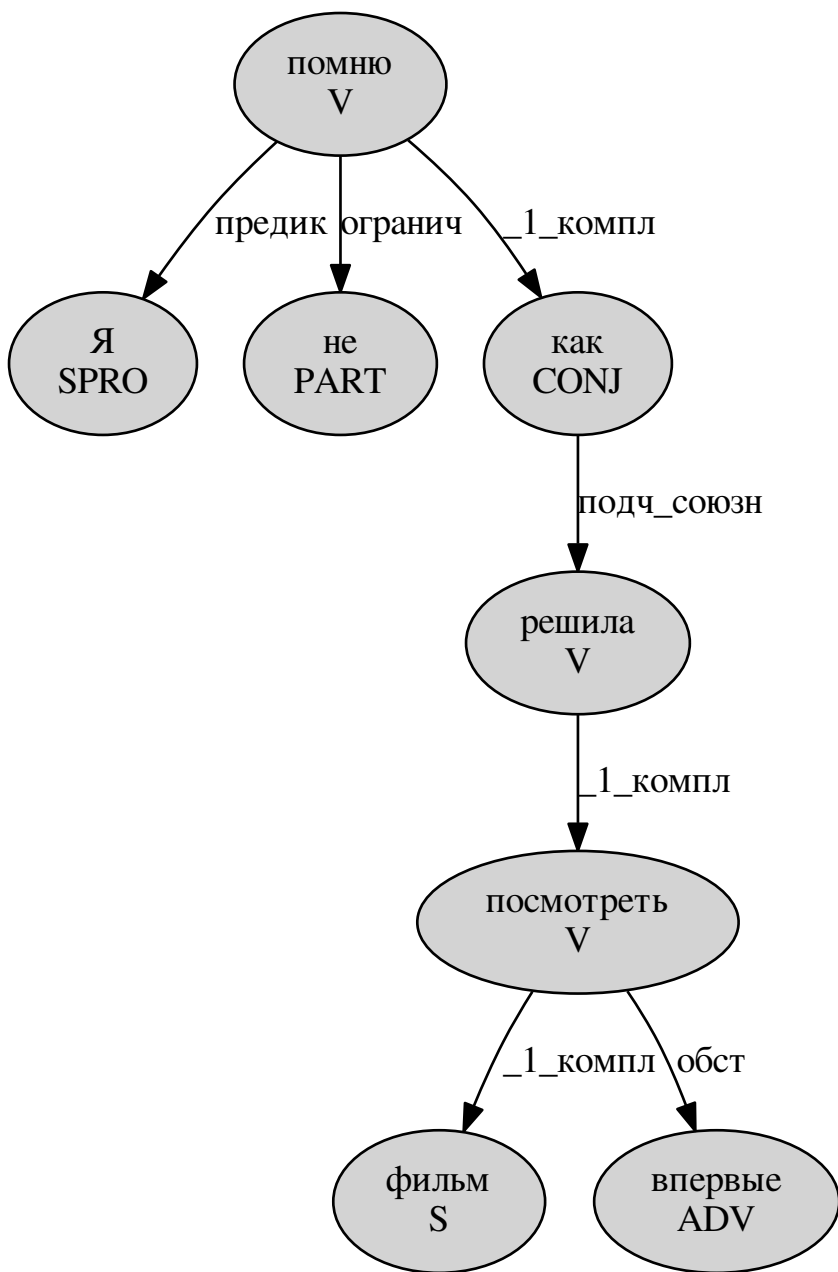 помню
V
предик
огранич
_1_компл
Я
SPRO
не
PART
как
CONJ
подч_союзн
решила
V
_1_компл
посмотреть
V
_1_компл
обст
фильм
S
впервые
ADV